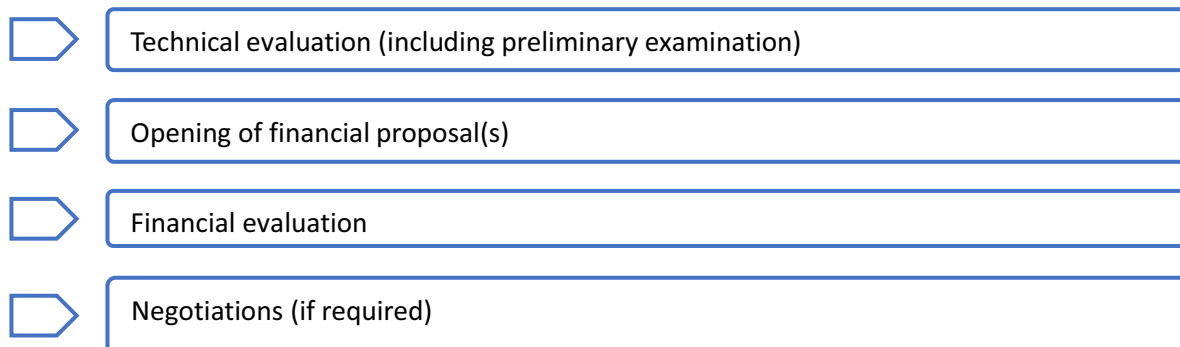 Technical evaluation (including preliminary examination)
Opening of financial proposal(s)
Financial evaluation
Negotiations (if required)